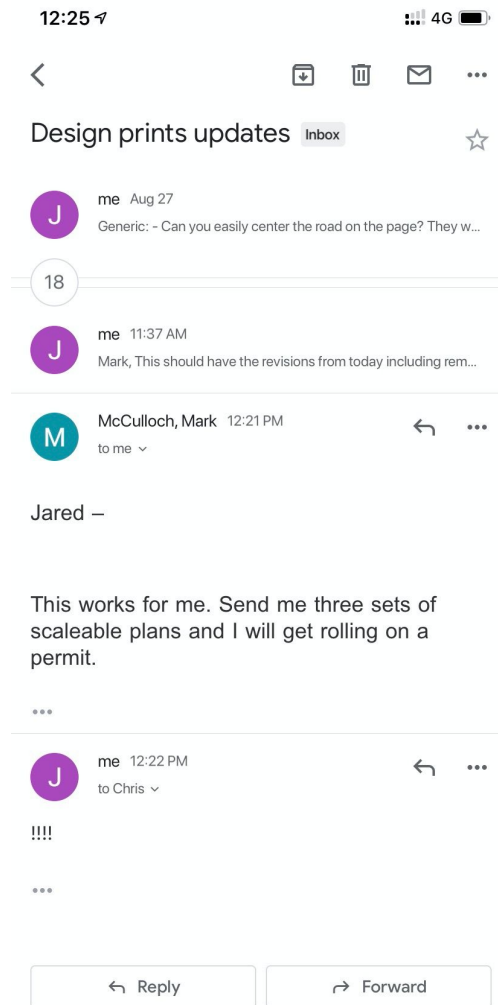 12:25 4G
Design prints updates Inbox
J
me Aug 27
Generic: - Can you easily center the road on the page? They w...
18
J
me 11:37 AM
Mark, This should have the revisions from today including rem...
M
McCulloch, Mark 12:21 PM
to me
Jared –
This works for me. Send me three sets of
scaleable plans and I will get rolling on a
permit.
J
me 12:22 PM
to Chris
!!!!
Reply Forward